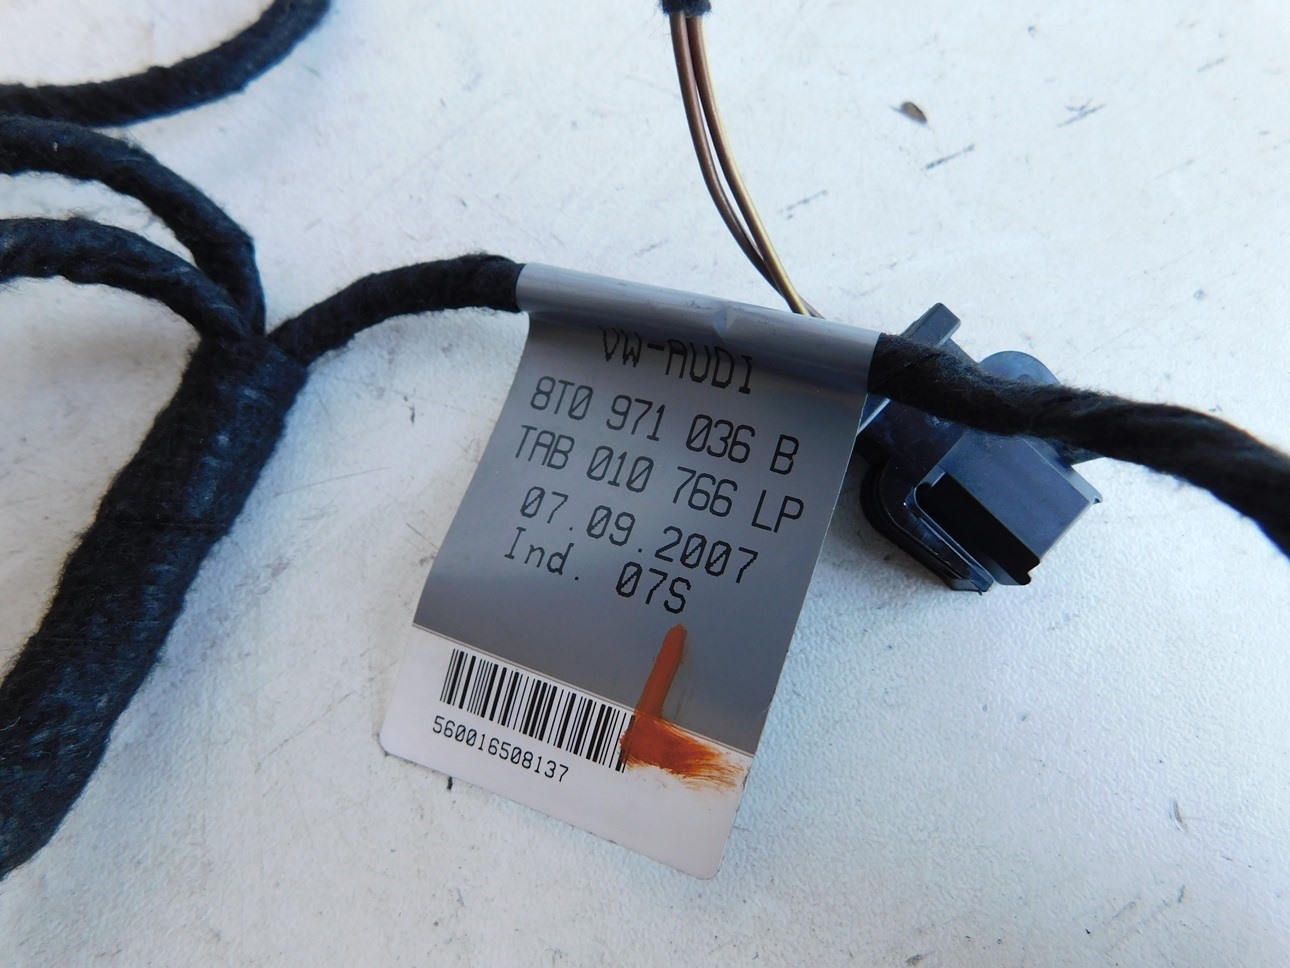 VW-AUDI
8T0 971 036 B
TAB 010 766 LP
07.09.2007
Ind. 07S
560016508137